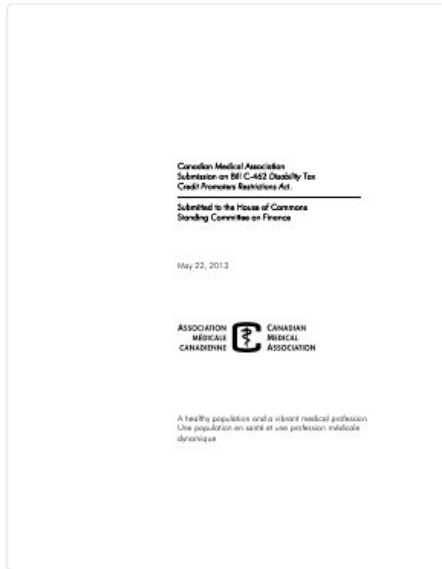 Canadian Medical Association
Submission on Bill C-462 Disability Tax
Credit Promoters Restrictions Act.
Submitted to the House of Commons
Standing Committee on Finance
May 22, 2013
ASSOCIATION
MÉDICALE
CANADIENNE
CANADIAN
MEDICAL
ASSOCIATION
A healthy population and a vibrant medical profession
Une population en santé et une profession médicale
dynamique